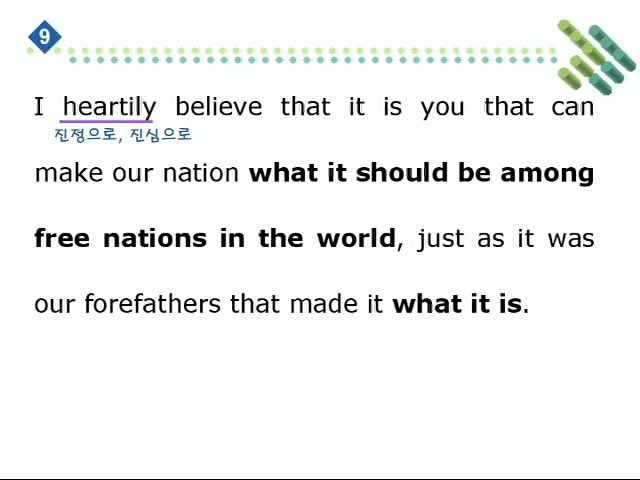 9
I heartily believe that it is you that can
진정으로, 진심으로
make our nation what it should be among
free nations in the world, just as it was
our forefathers that made it what it is.